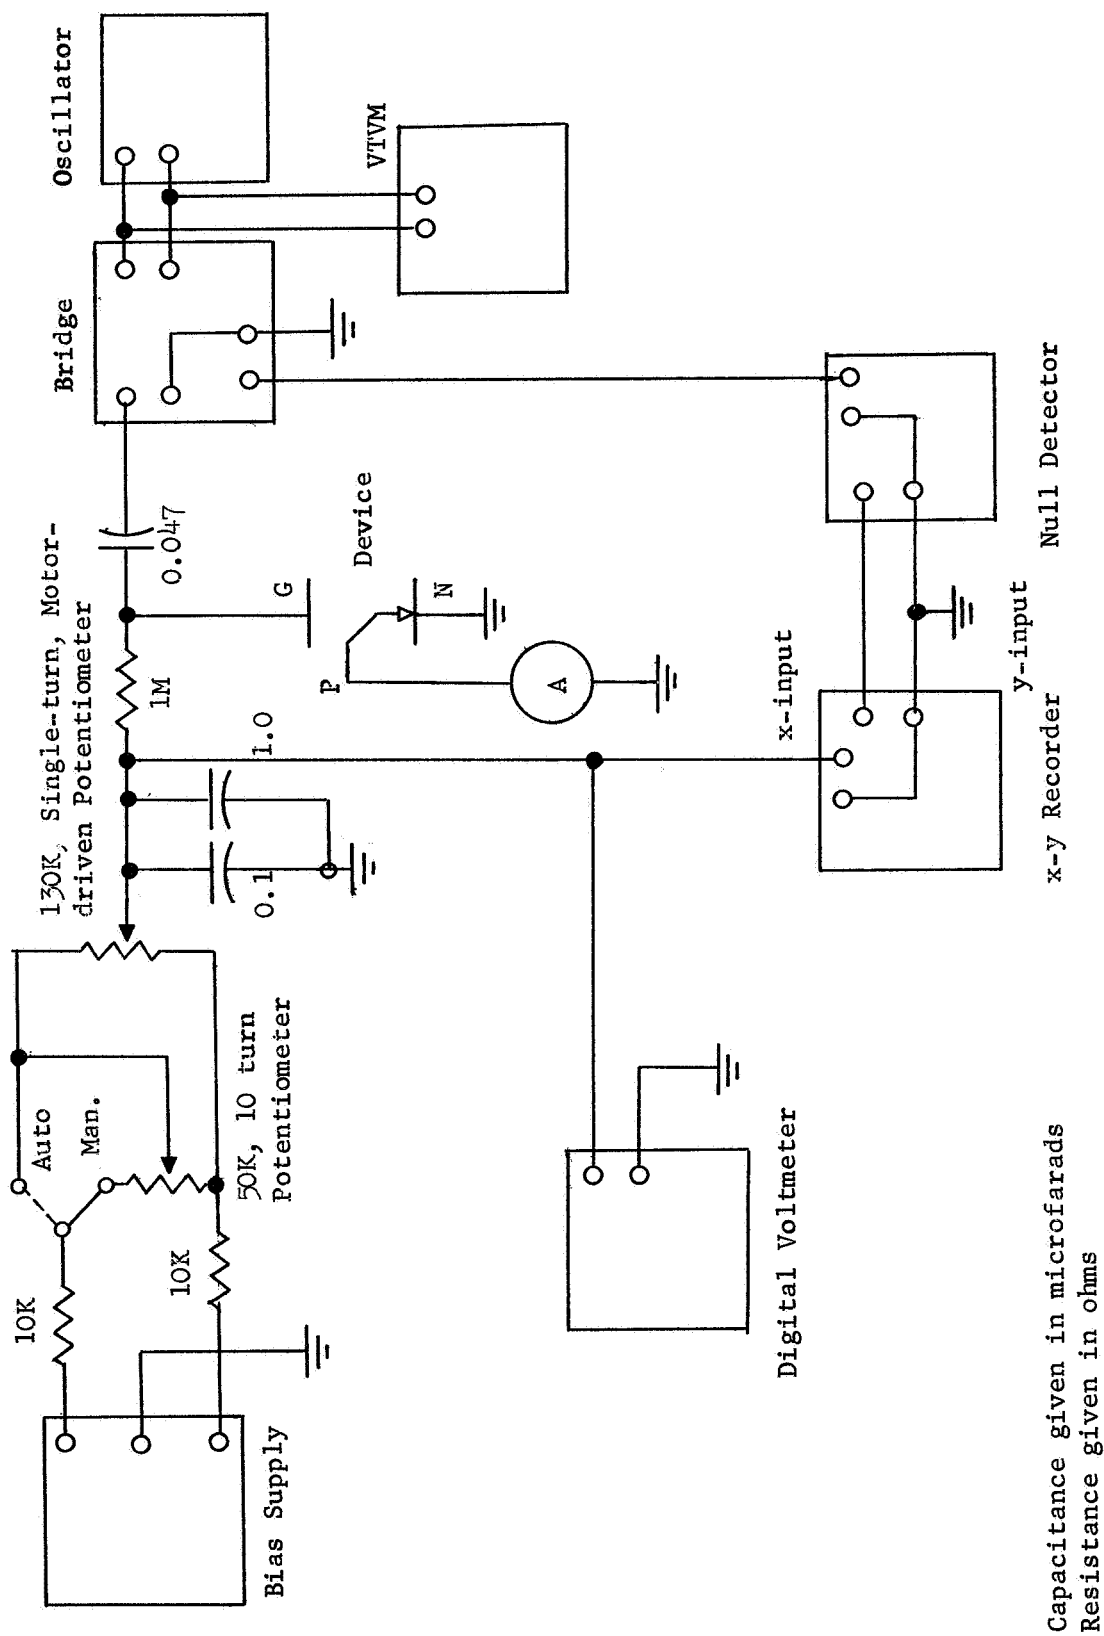 10K
Auto
Man.
10K
50K, 10 turn
Potentiometer
Bias Supply
130K, Single-turn, Motor-
driven Potentiometer
0.1
1.0
1M
0.047
G
P
N
Device
A
Bridge
Oscillator
VTVM
Digital Voltmeter
x-input
y-input
x-y Recorder
Null Detector
Capacitance given in microfarads
Resistance given in ohms